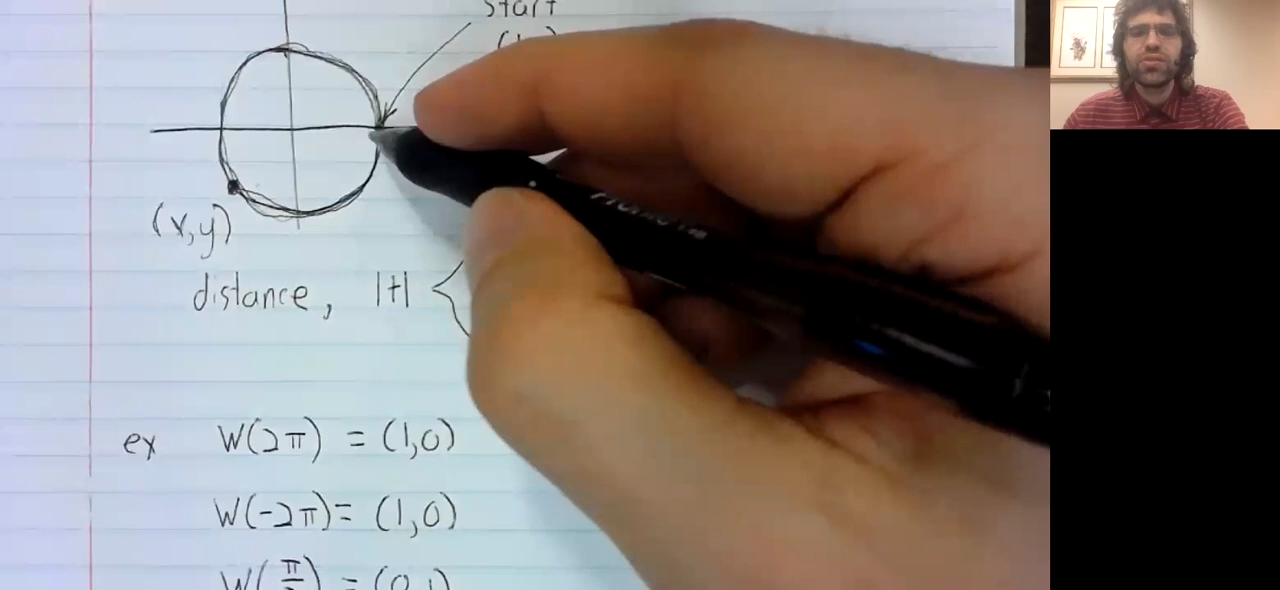 start
(x,y)
distance, |t|
ex W(2π) = (1,0)
W(-2π) = (1,0)